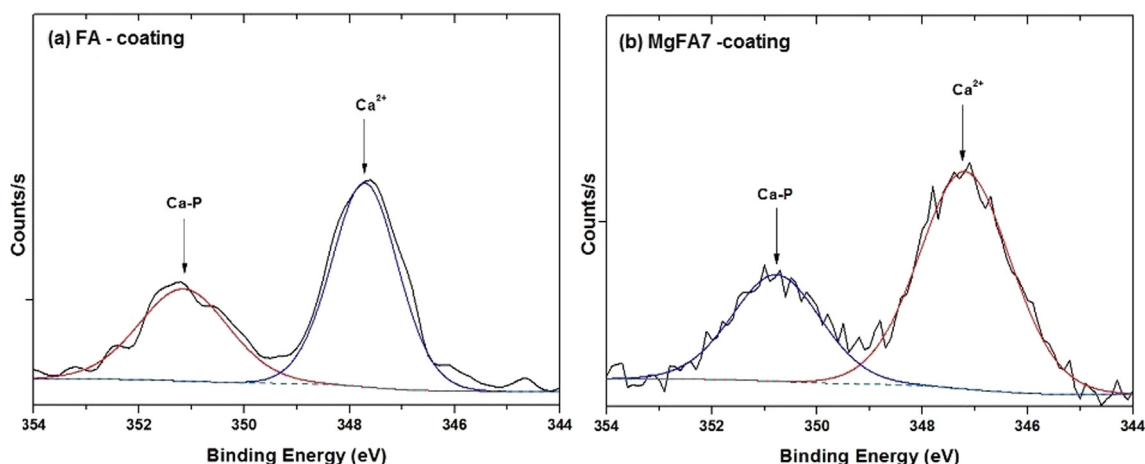 (a) FA - coating
Ca²⁺
Ca-P
Counts/s
354 352 350 348 346 344
Binding Energy (eV)
(b) MgFA7 -coating
Ca²⁺
Ca-P
Counts/s
354 352 350 348 346 344
Binding Energy (eV)